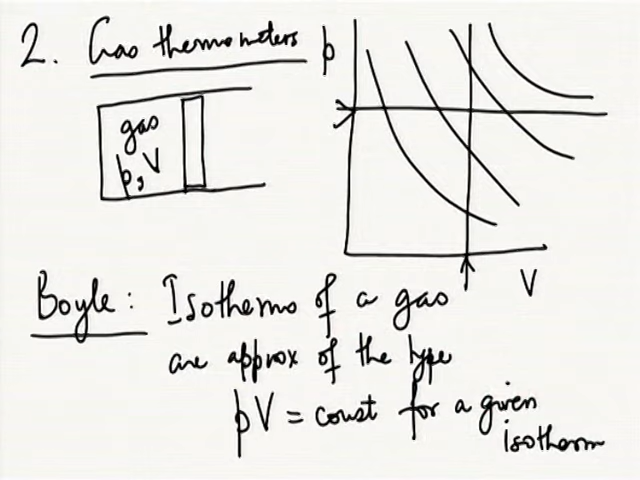 2. Gas thermometers
p
gas
p, V
V
Boyle: Isotherms of a gas
are approx of the type
pV = const for a given
isotherm